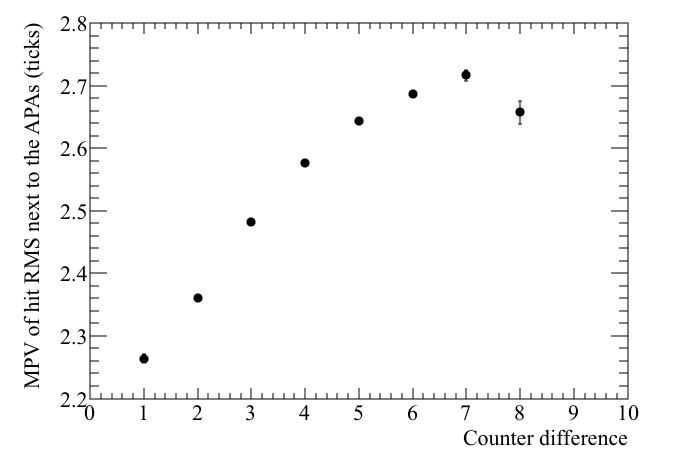 MPV of hit RMS next to the APAs (ticks)
2.8
2.7
2.6
2.5
2.4
2.3
2.2
0 1 2 3 4 5 6 7 8 9 10
Counter difference